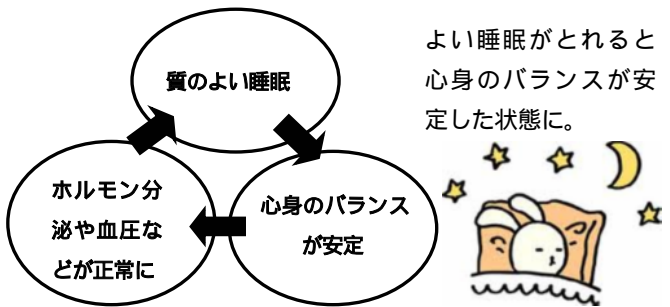 質のよい睡眠
ホルモン分
泌や血圧な
どが正常に
心身のバランス
が安定
よい睡眠がとれると
心身のバランスが安
定した状態に。